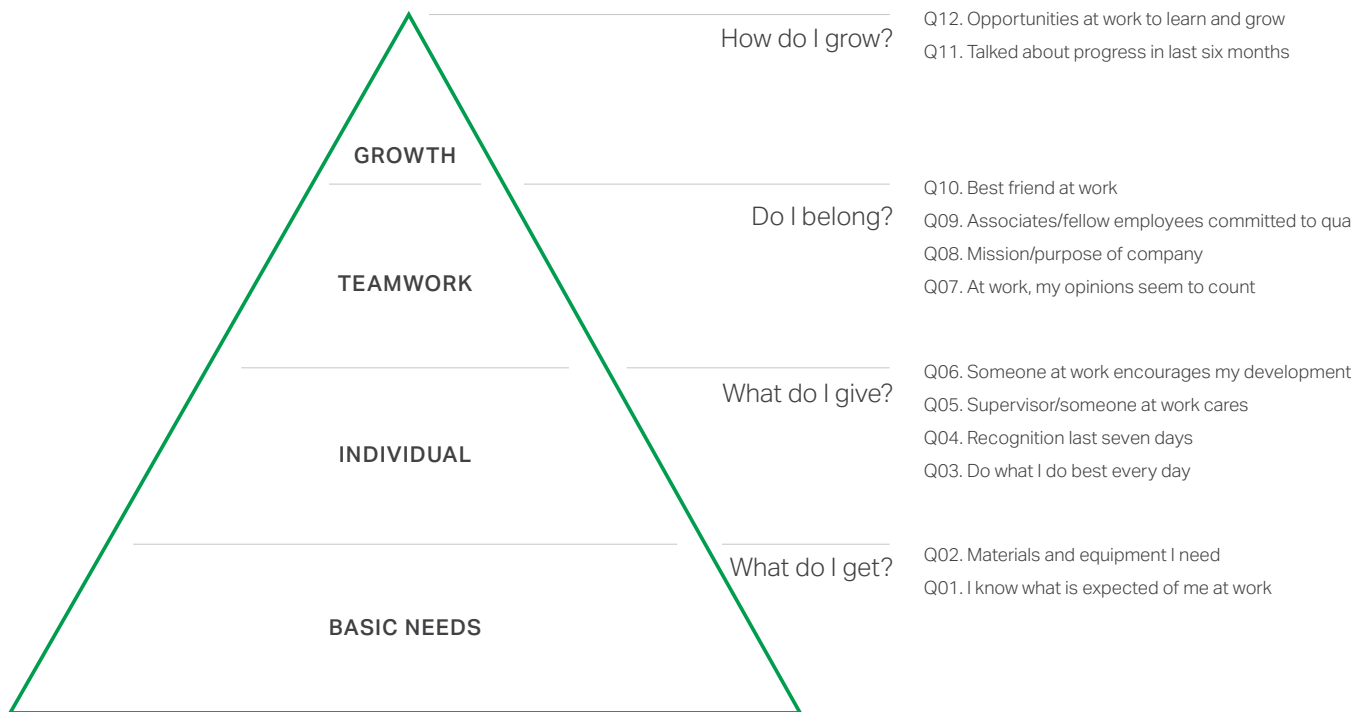 How do I grow?
Q12. Opportunities at work to learn and grow
Q11. Talked about progress in last six months
GROWTH
Do I belong?
Q10. Best friend at work
Q09. Associates/fellow employees committed to qua
Q08. Mission/purpose of company
Q07. At work, my opinions seem to count
TEAMWORK
What do I give?
Q06. Someone at work encourages my development
Q05. Supervisor/someone at work cares
Q04. Recognition last seven days
Q03. Do what I do best every day
INDIVIDUAL
What do I get?
Q02. Materials and equipment I need
Q01. I know what is expected of me at work
BASIC NEEDS